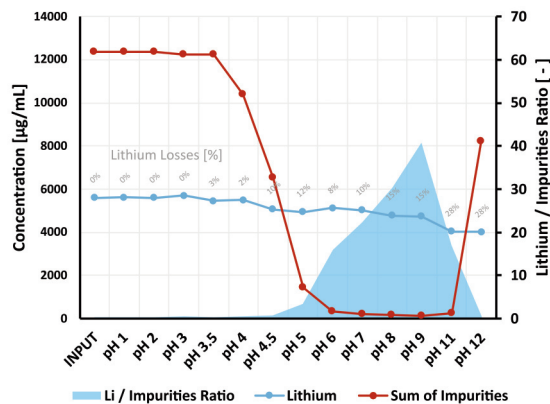 14000
12000
10000
8000
6000
4000
2000
0
Concentration [µg/mL]
Lithium Losses [%]
0%
0%
0%
0%
3%
2%
10%
12%
8%
10%
15%
15%
28%
28%
70
60
50
40
30
20
10
0
Lithium / Impurities Ratio [-]
INPUT
pH 1
pH 2
pH 3
pH 3.5
pH 4
pH 4.5
pH 5
pH 6
pH 7
pH 8
pH 9
pH 11
pH 12
Li / Impurities Ratio
Lithium
Sum of Impurities